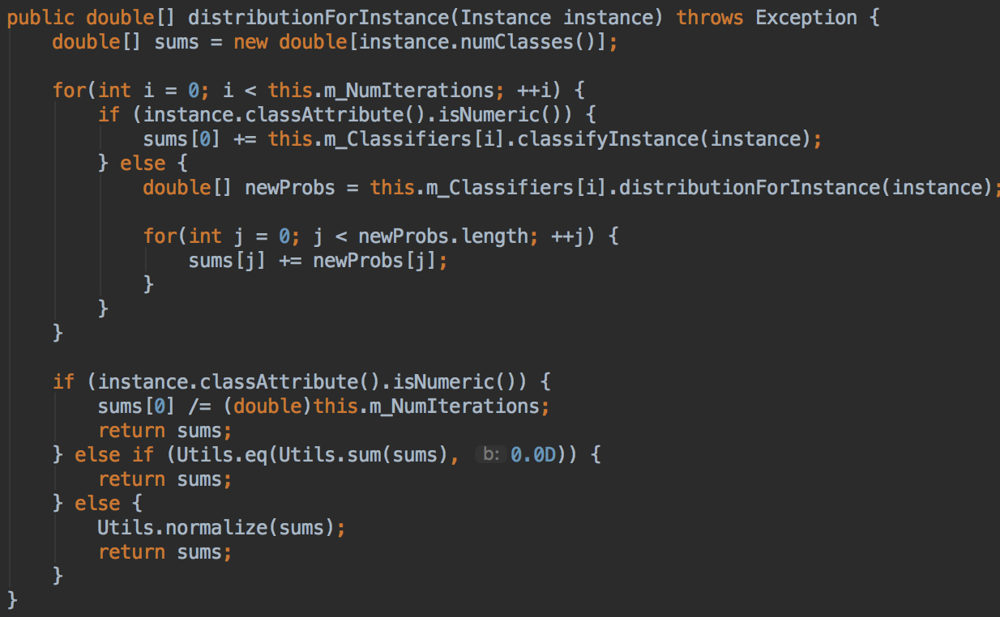 public double[] distributionForInstance(Instance instance) throws Exception {
    double[] sums = new double[instance.numClasses()];
    for(int i = 0; i < this.m_NumIterations; ++i) {
        if (instance.classAttribute().isNumeric()) {
            sums[0] += this.m_Classifiers[i].classifyInstance(instance);
        } else {
            double[] newProbs = this.m_Classifiers[i].distributionForInstance(instance);
            for(int j = 0; j < newProbs.length; ++j) {
                sums[j] += newProbs[j];
            }
        }
    }
    if (instance.classAttribute().isNumeric()) {
        sums[0] /= (double)this.m_NumIterations;
        return sums;
    } else if (Utils.eq(Utils.sum(sums), b: 0.0D)) {
        return sums;
    } else {
        Utils.normalize(sums);
        return sums;
    }
}